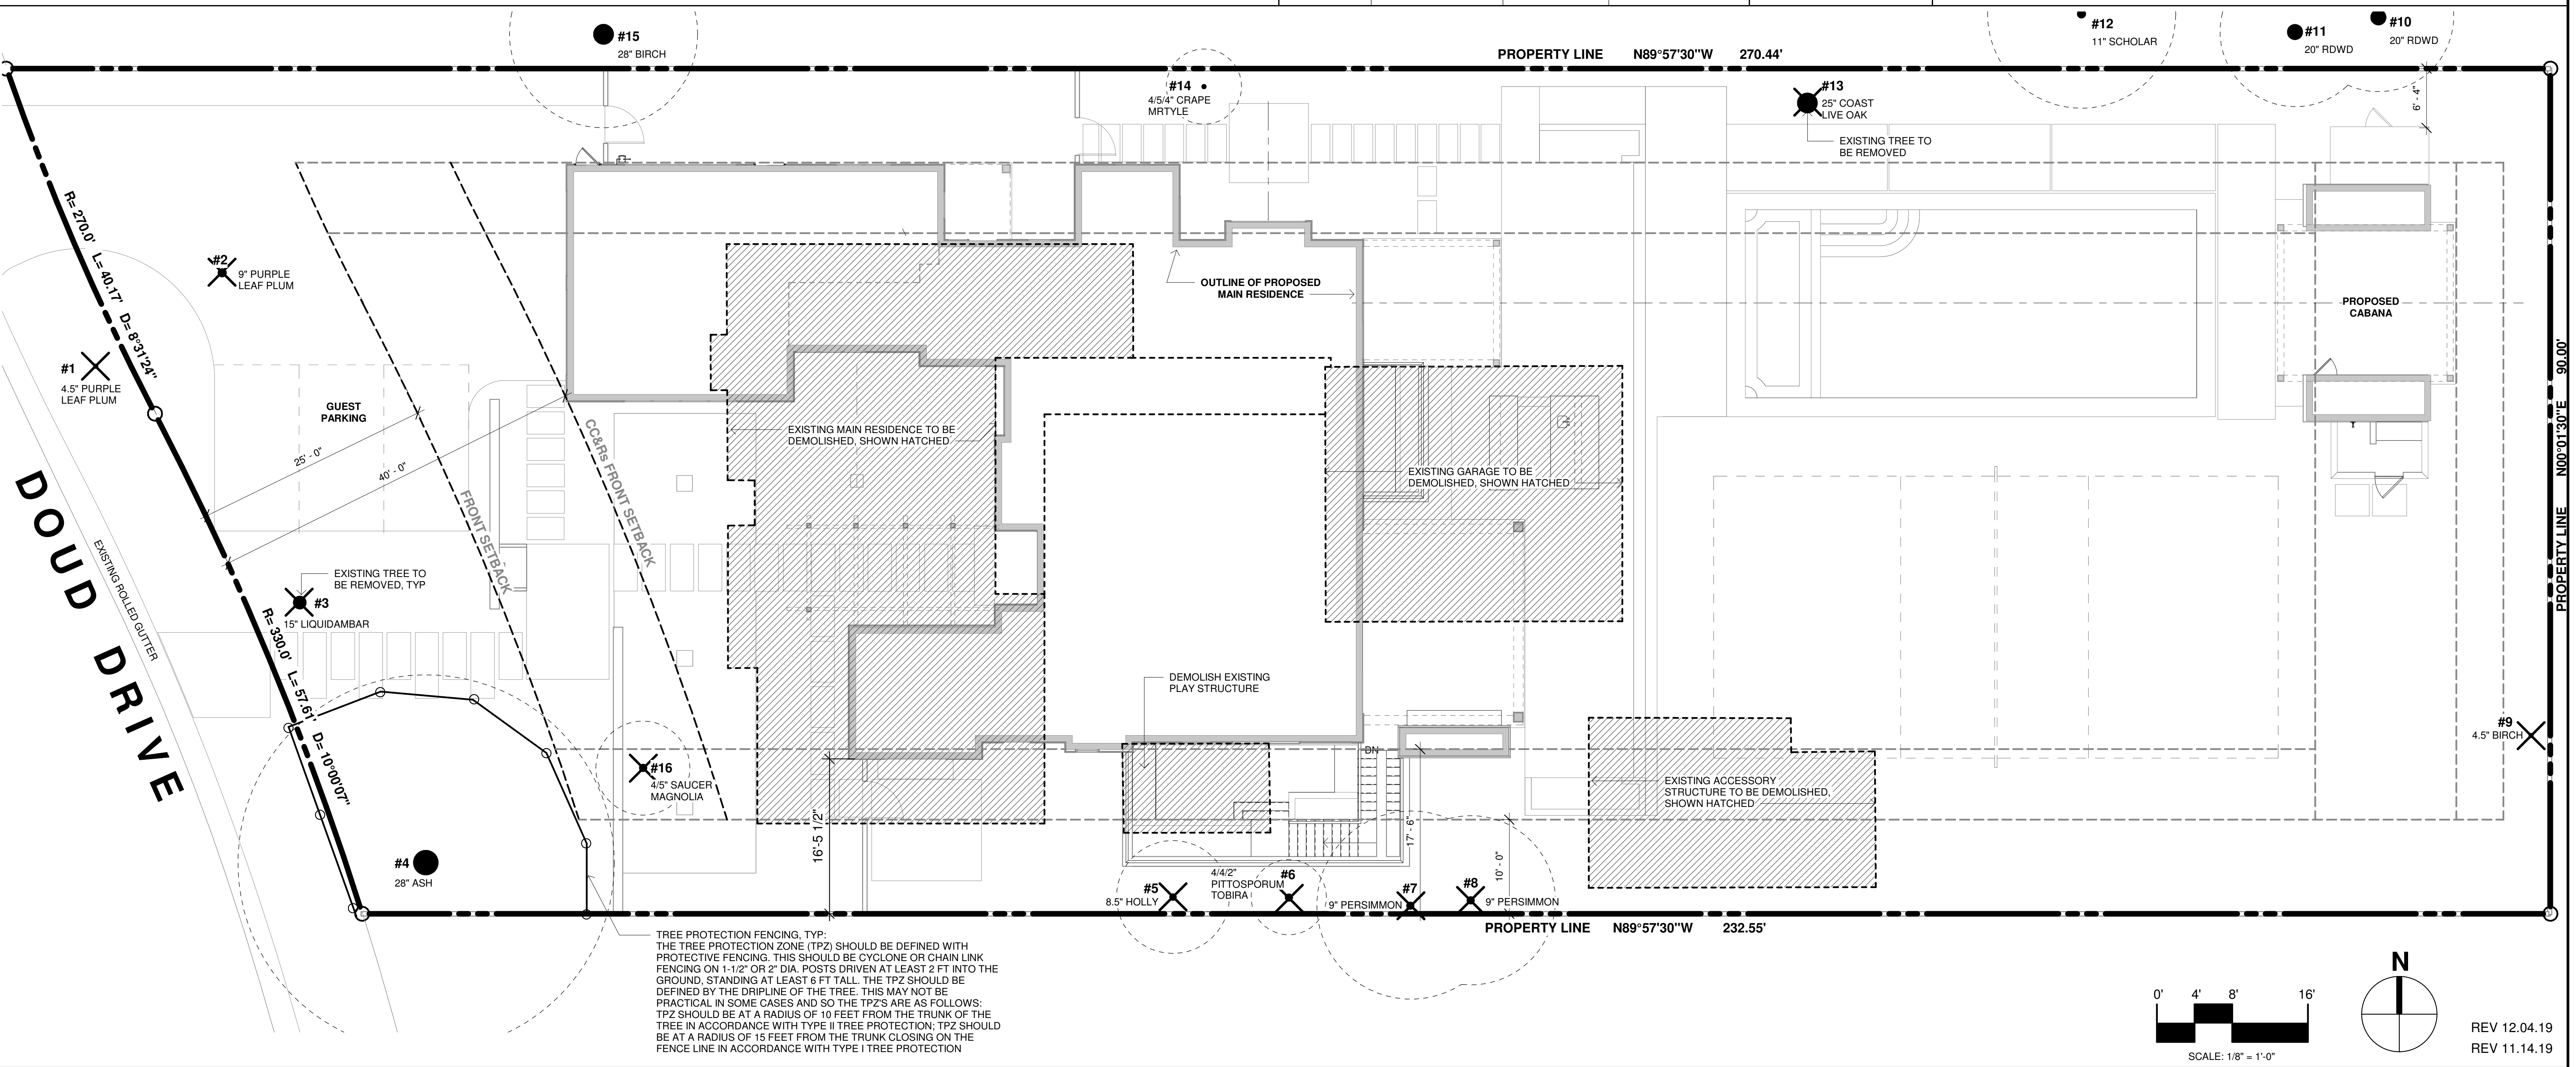 #15
28" BIRCH
PROPERTY LINE N89°57'30"W 270.44'
#12
11" SCHOLAR
#11
20" RDWD
#10
20" RDWD
#14
4/5/4" CRAPE
MRTYLE
#13
25" COAST
LIVE OAK
EXISTING TREE TO
BE REMOVED
6' - 4"
R= 270.0' L= 40.17' D= 8°31'24"
#2
9" PURPLE
LEAF PLUM
#1
4.5" PURPLE
LEAF PLUM
GUEST
PARKING
25' - 0"
40' - 0"
FRONT SETBACK
CC&Rs FRONT SETBACK
OUTLINE OF PROPOSED
MAIN RESIDENCE
PROPOSED
CABANA
EXISTING MAIN RESIDENCE TO BE
DEMOLISHED, SHOWN HATCHED
EXISTING GARAGE TO BE
DEMOLISHED, SHOWN HATCHED
T
PROPERTY LINE N00°01'30"E 90.00'
DOUD DRIVE
EXISTING ROLLED GUTTER
EXISTING TREE TO
BE REMOVED, TYP
#3
15" LIQUIDAMBAR
R= 330.0' L= 57.61' D= 10°00'07"
DEMOLISH EXISTING
PLAY STRUCTURE
#9
4.5" BIRCH
DN
#16
4/5" SAUCER
MAGNOLIA
EXISTING ACCESSORY
STRUCTURE TO BE DEMOLISHED,
SHOWN HATCHED
16'-5 1/2"
17' - 6"
10' - 0"
#4
28" ASH
#5
8.5" HOLLY
4/4/2"
PITTOSPORUM
TOBIRA
#6
#7
9" PERSIMMON
#8
9" PERSIMMON
PROPERTY LINE N89°57'30"W 232.55'
TREE PROTECTION FENCING, TYP:
THE TREE PROTECTION ZONE (TPZ) SHOULD BE DEFINED WITH
PROTECTIVE FENCING. THIS SHOULD BE CYCLONE OR CHAIN LINK
FENCING ON 1-1/2" OR 2" DIA. POSTS DRIVEN AT LEAST 2 FT INTO THE
GROUND, STANDING AT LEAST 6 FT TALL. THE TPZ SHOULD BE
DEFINED BY THE DRIPLINE OF THE TREE. THIS MAY NOT BE
PRACTICAL IN SOME CASES AND SO THE TPZ'S ARE AS FOLLOWS:
TPZ SHOULD BE AT A RADIUS OF 10 FEET FROM THE TRUNK OF THE
TREE IN ACCORDANCE WITH TYPE II TREE PROTECTION; TPZ SHOULD
BE AT A RADIUS OF 15 FEET FROM THE TRUNK CLOSING ON THE
FENCE LINE IN ACCORDANCE WITH TYPE I TREE PROTECTION
N
0' 4' 8' 16'
SCALE: 1/8" = 1'-0"
REV 12.04.19
REV 11.14.19